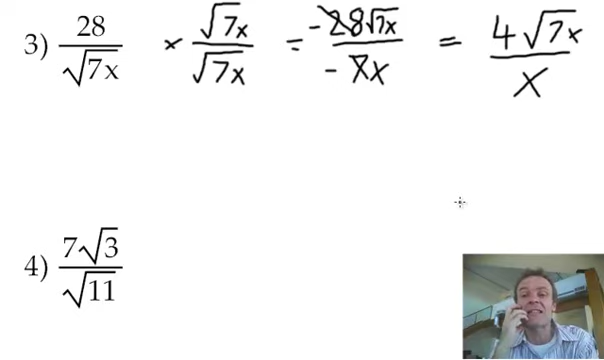 3) 28/√7x × √7x/√7x = -28√7x/-7x = 4√7x/x
4) 7√3/√11